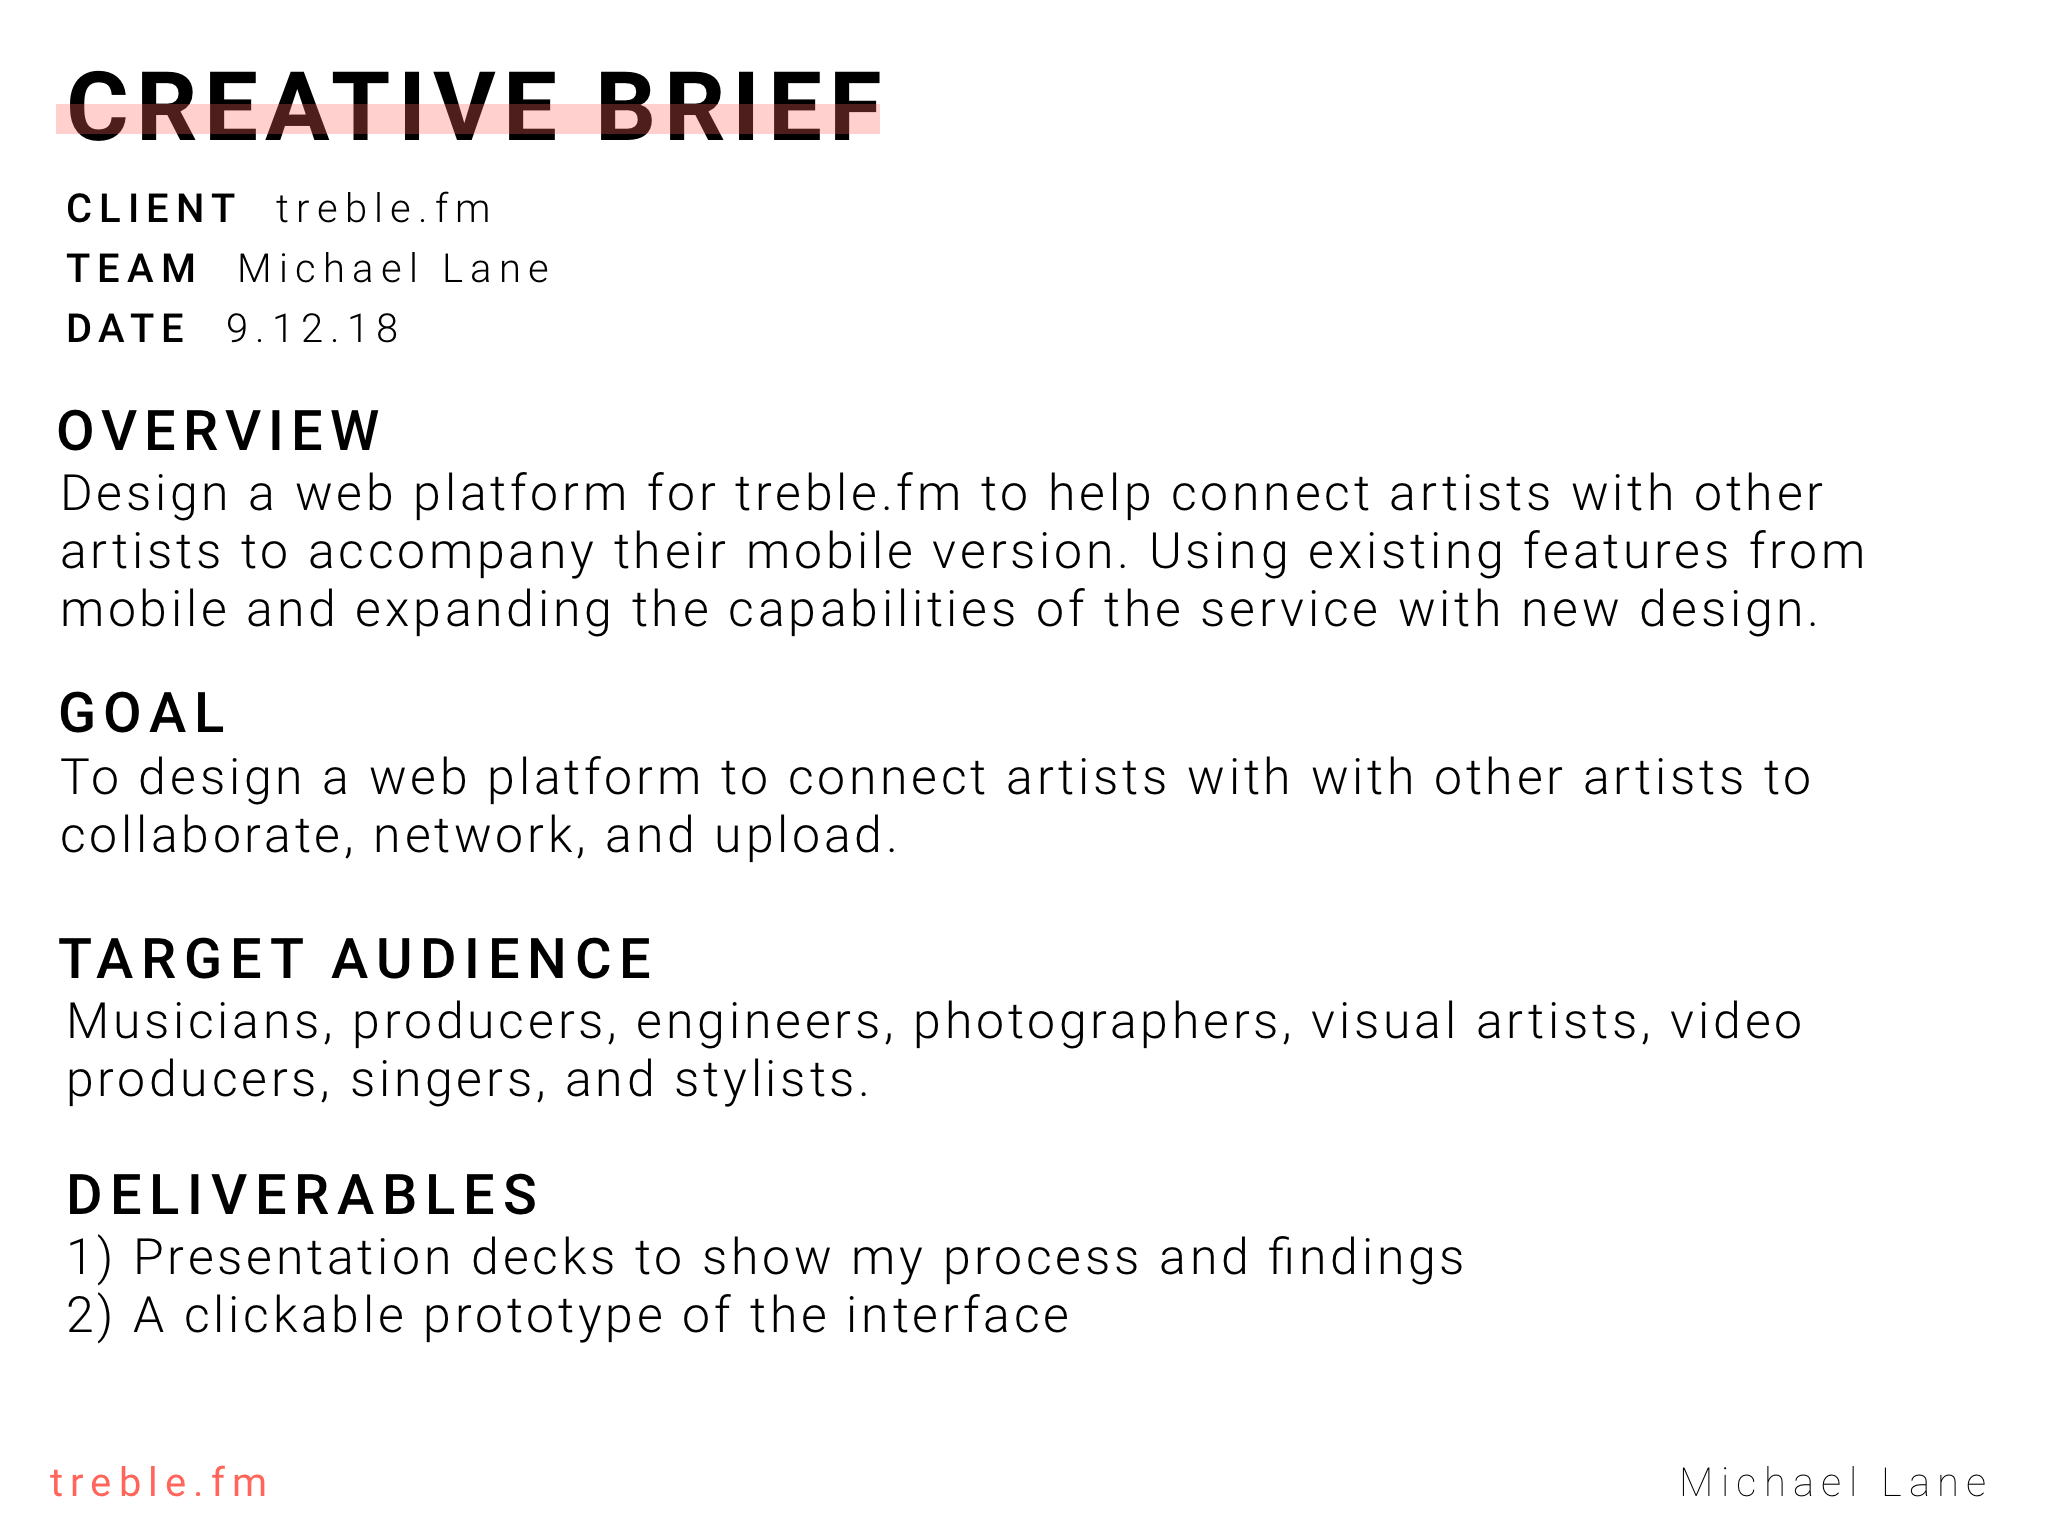 CREATIVE BRIEF
CLIENT treble.fm
TEAM Michael Lane
DATE 9.12.18
OVERVIEW
Design a web platform for treble.fm to help connect artists with other
artists to accompany their mobile version. Using existing features from
mobile and expanding the capabilities of the service with new design.
GOAL
To design a web platform to connect artists with with other artists to
collaborate, network, and upload.
TARGET AUDIENCE
Musicians, producers, engineers, photographers, visual artists, video
producers, singers, and stylists.
DELIVERABLES
1) Presentation decks to show my process and findings
2) A clickable prototype of the interface
treble.fm
Michael Lane